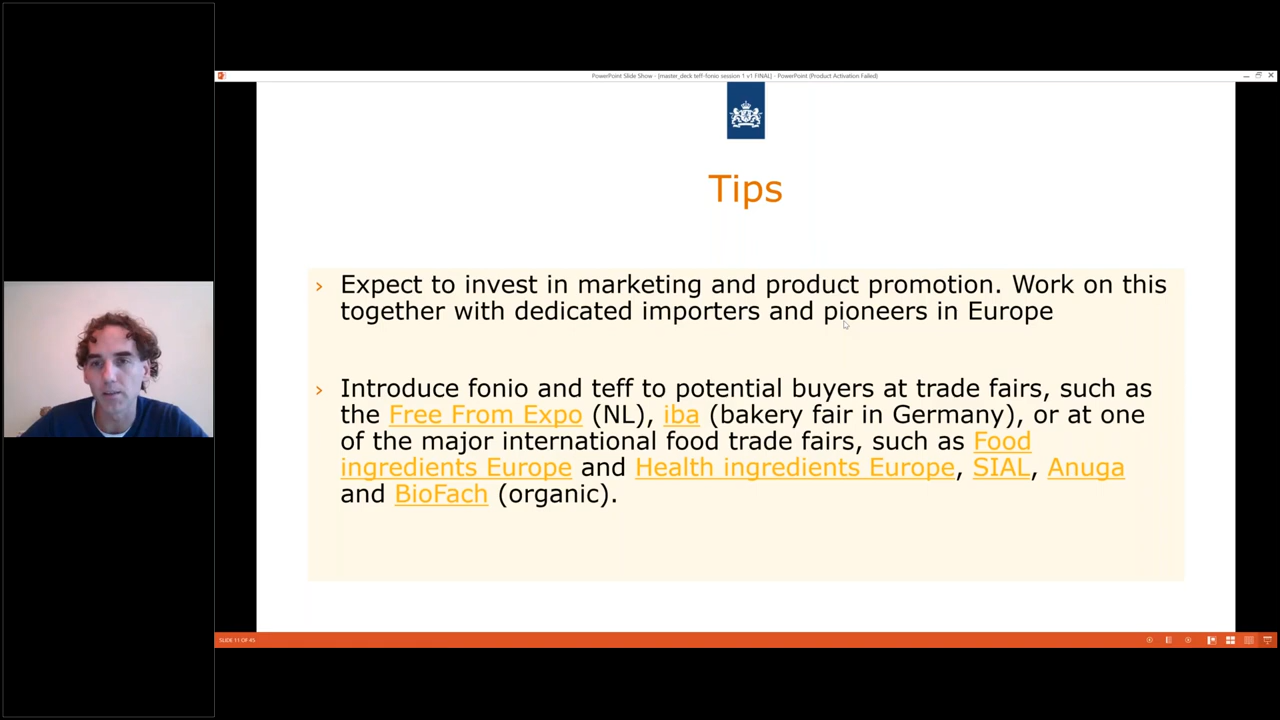 PowerPoint Slide Show - [master_deck teff-fonio session 1 v1 FINAL] - PowerPoint (Product Activation Failed)
Tips
› Expect to invest in marketing and product promotion. Work on this
together with dedicated importers and pioneers in Europe
› Introduce fonio and teff to potential buyers at trade fairs, such as
the Free From Expo (NL), iba (bakery fair in Germany), or at one
of the major international food trade fairs, such as Food
ingredients Europe and Health ingredients Europe, SIAL, Anuga
and BioFach (organic).
SLIDE 11 OF 45